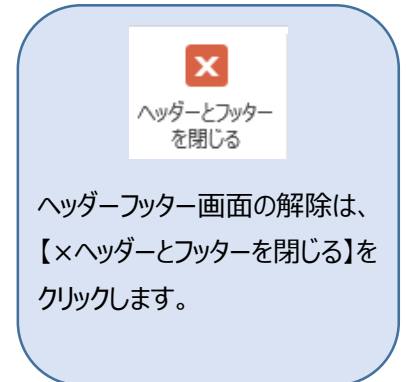 ヘッダーとフッター
を閉じる
ヘッダーフッター画面の解除は、
【×ヘッダーとフッターを閉じる】を
クリックします。